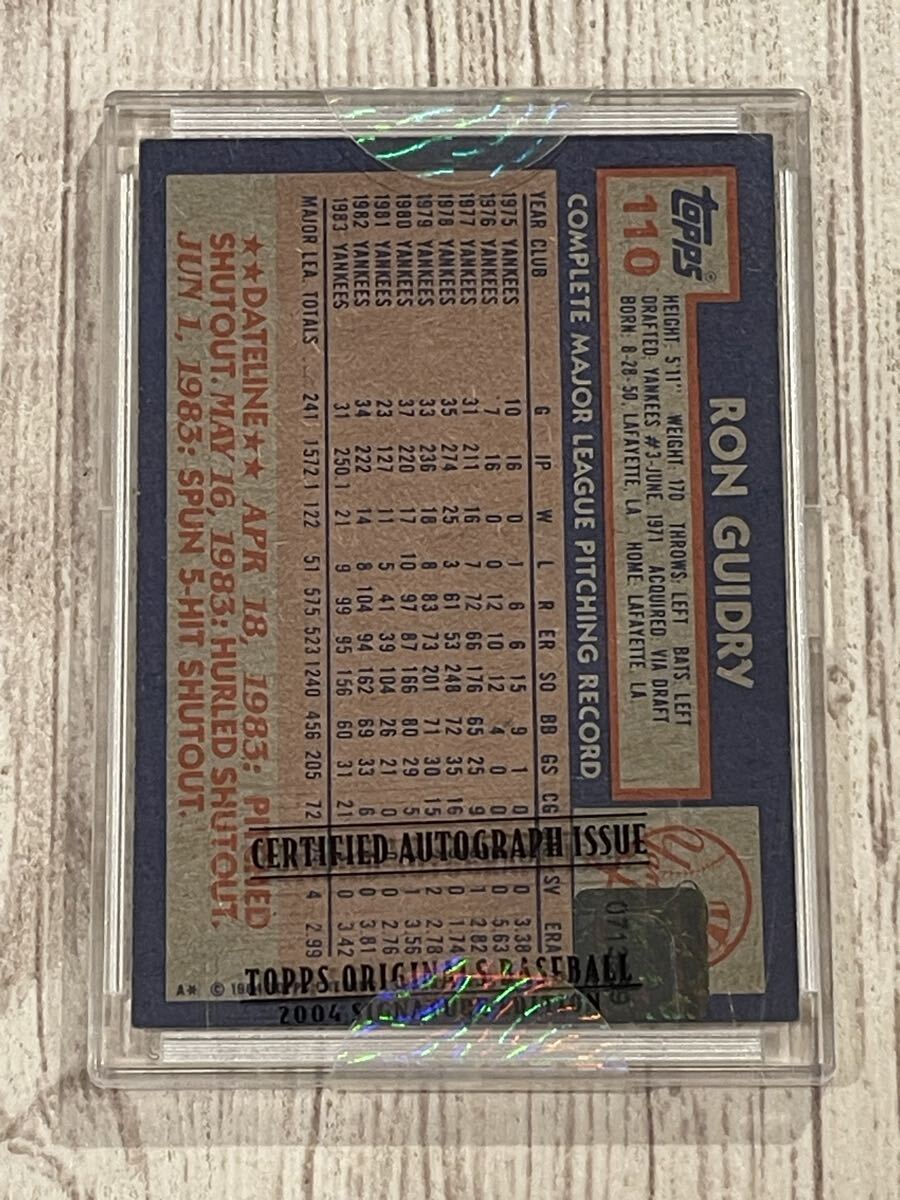 topps®
110
RON GUIDRY
HEIGHT: 5'11" WEIGHT: 170 THROWS: LEFT BATS: LEFT
DRAFTED: YANKEES #3-JUNE, 1971 ACQUIRED: VIA DRAFT
BORN: 8-28-50, LAFAYETTE, LA HOME: LAFAYETTE, LA.
COMPLETE MAJOR LEAGUE PITCHING RECORD
YEAR CLUB G IP W L R ER SO BB GS CG SV ERA
1975 YANKEES 10 16 0 1 6 6 15 9 1 0 0 3.38
1976 YANKEES 7 16 0 0 12 10 12 4 0 0 5.63
1977 YANKEES 31 211 16 7 72 66 176 65 25 9 1 2.82
1978 YANKEES 35 274 25 3 61 53 248 72 35 16 0 1.74
1979 YANKEES 33 236 18 8 83 73 201 71 30 15 2 2.78
1980 YANKEES 37 220 17 10 97 87 166 80 29 5 1 3.56
1981 YANKEES 23 127 11 5 41 39 104 26 21 0 0 2.76
1982 YANKEES 34 222 14 8 104 94 162 69 33 6 0 3.81
1983 YANKEES 31 250.1 21 9 99 95 156 60 31 21 0 3.42
MAJOR LEA. TOTALS 241 1572.1 122 51 575 523 1240 456 205 72 4 2.99
★★DATELINE★★ APR 18, 1983: PITCHED
SHUTOUT. MAY 16, 1983: HURLED SHUTOUT.
JUN 1, 1983: SPUN 5-HIT SHUTOUT.
A* ©
CERTIFIED AUTOGRAPH ISSUE
TOPPS ORIGINALS BASEBALL